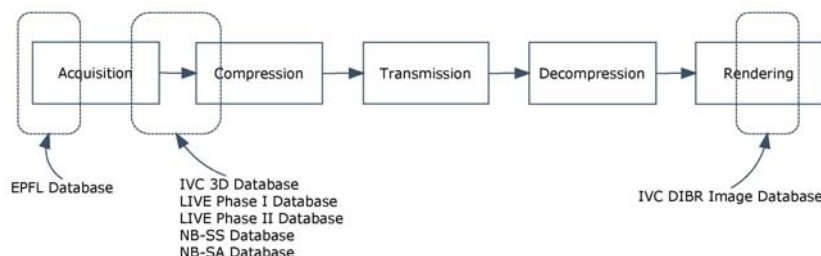 Acquisition
Compression
Transmission
Decompression
Rendering
EPFL Database
IVC 3D Database
LIVE Phase I Database
LIVE Phase II Database
NB-SS Database
NB-SA Database
IVC DIBR Image Database